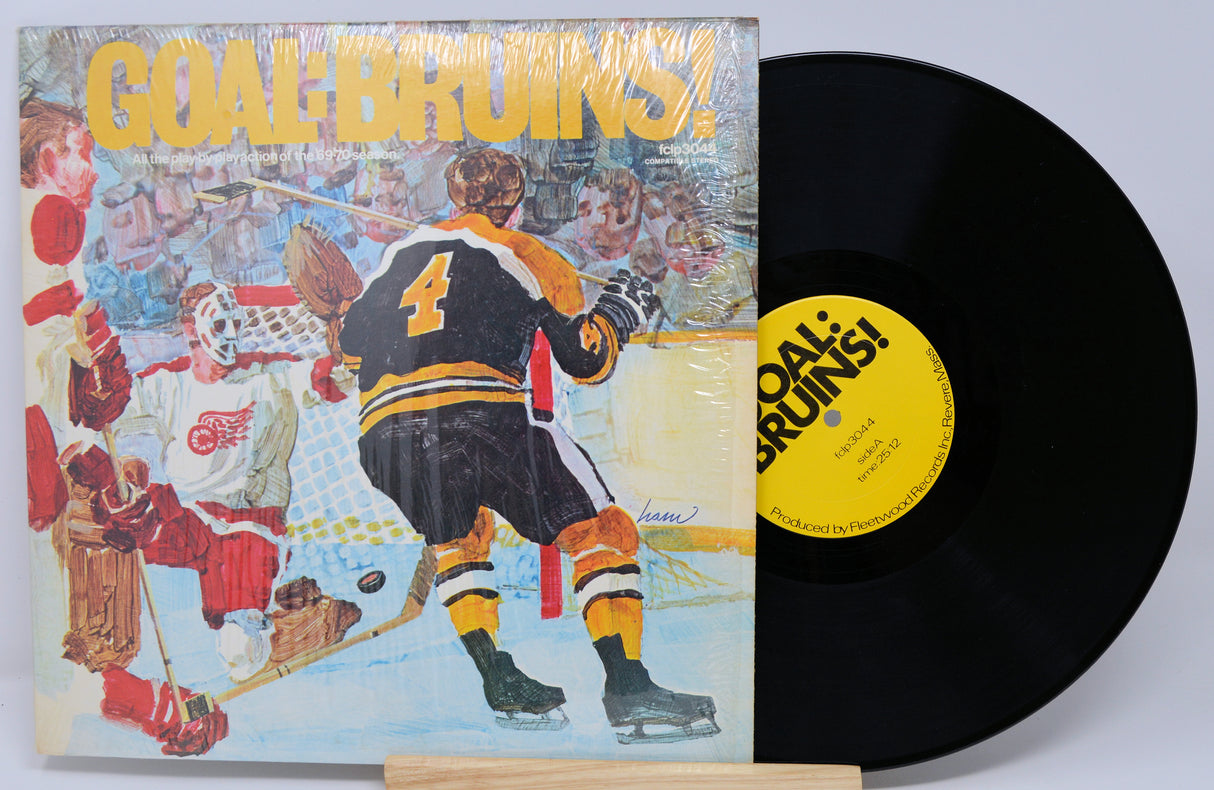 GOAL:BRUINS!
All the play-by-play action of the '69-'70 season.
fclp3044
COMPATIBLE STEREO
4
GOAL:
BRUINS!
fclp3044
sideA
time 25:12
Produced by Fleetwood Records Inc, Revere, Mass.